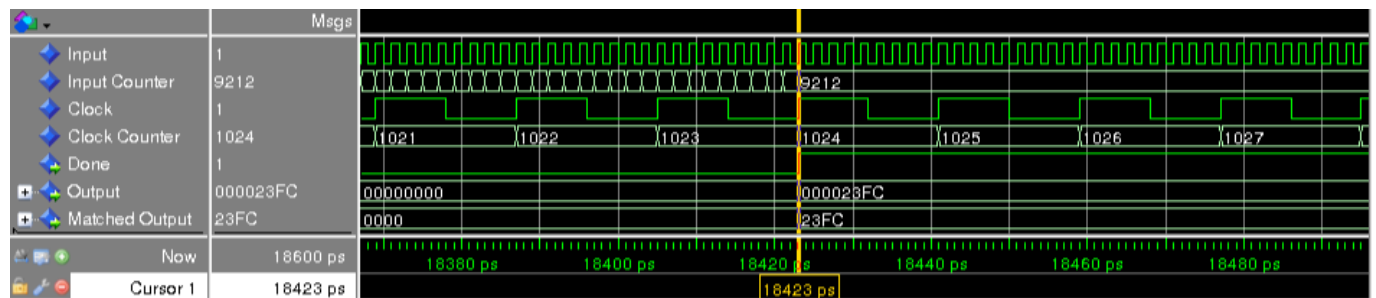 Msgs
Input 1
Input Counter 9212 9212
Clock 1
Clock Counter 1024 1021 1022 1023 1024 1025 1026 1027
Done 1
Output 000023FC 00000000 000023FC
Matched Output 23FC 0000 23FC
Now 18600 ps 18380 ps 18400 ps 18420 ps 18440 ps 18460 ps 18480 ps
Cursor 1 18423 ps 18423 ps